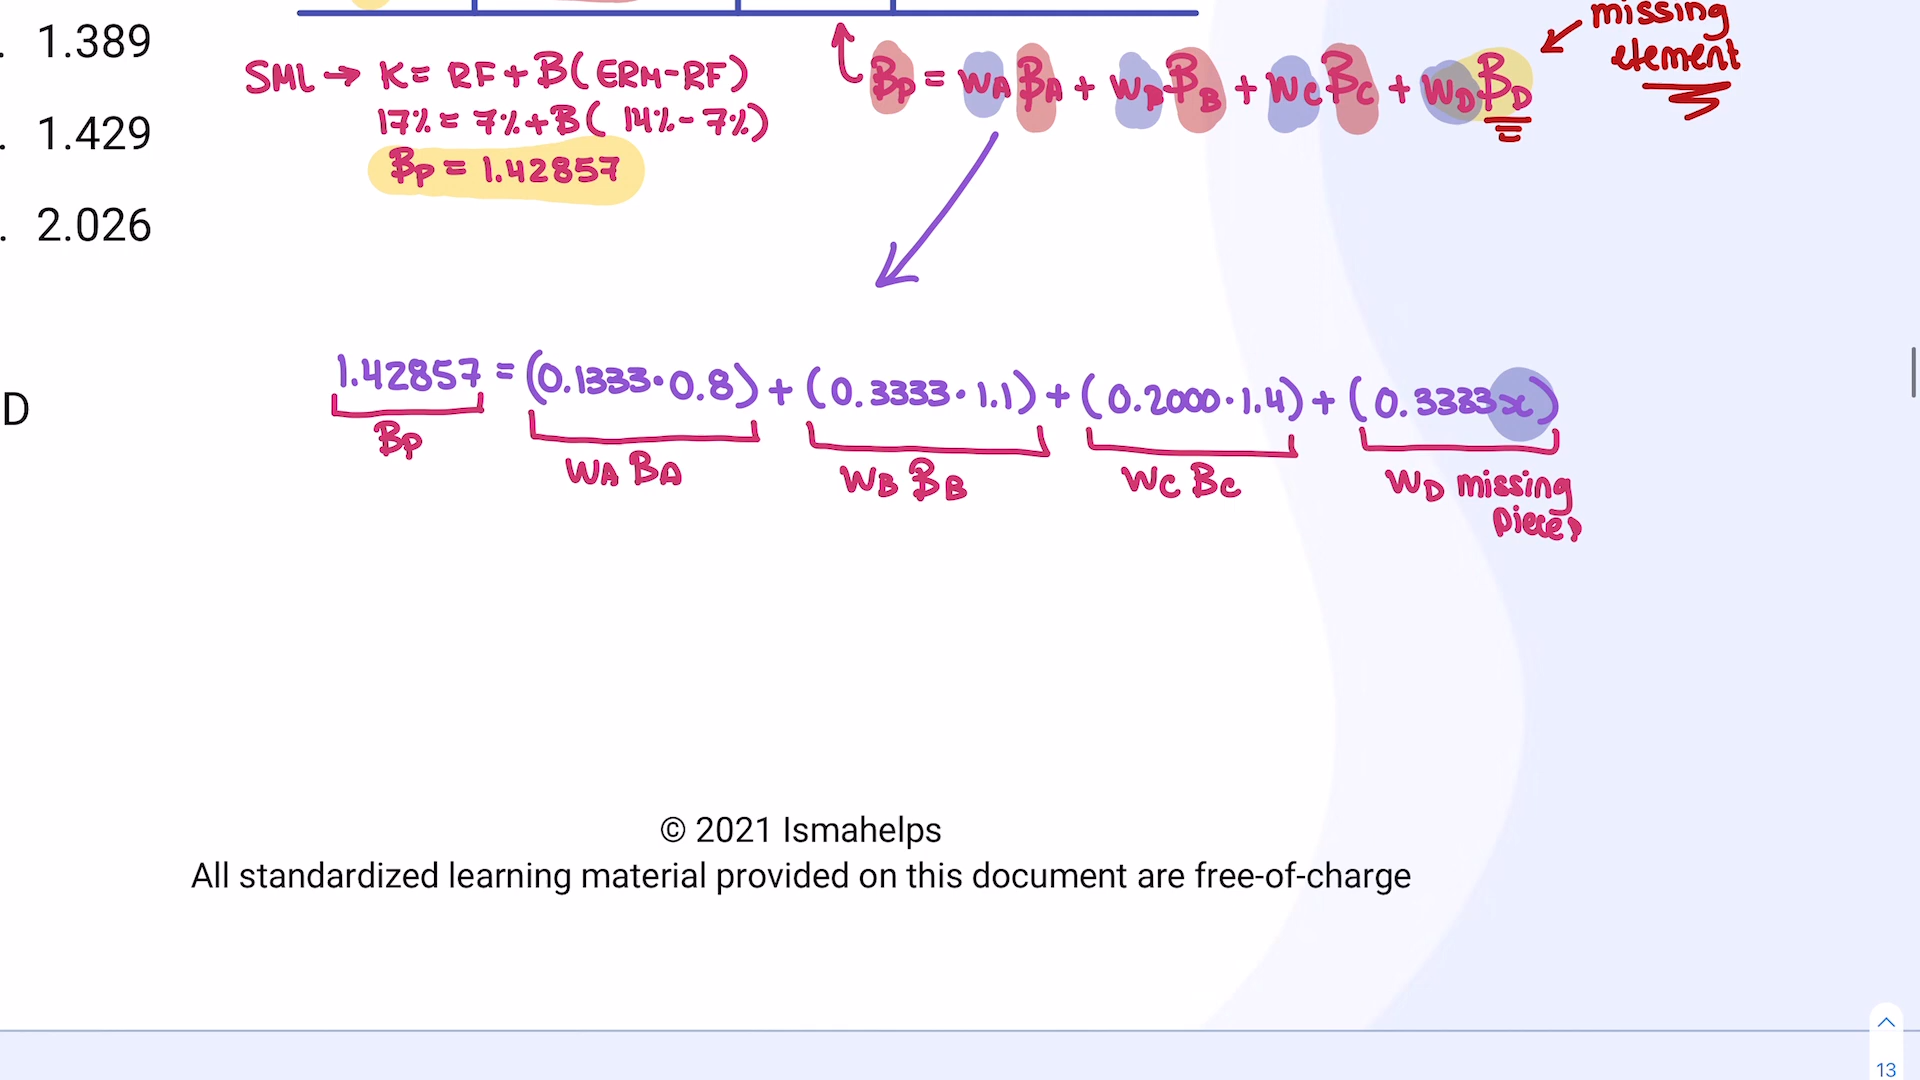 . 1.389
. 1.429
. 2.026
D
SML → K = RF + B(ERM-RF)
17% = 7% + B( 14% - 7%)
Bp = 1.42857
Bp = WA BA + WB BB + WC BC + WD BD
missing
element
1.42857 = (0.1333·0.8) + (0.3333·1.1) + (0.2000·1.4) + (0.3333x)
Bp
WA BA
WB BB
WC BC
WD missing
piece,
© 2021 Ismahelps
All standardized learning material provided on this document are free-of-charge
13